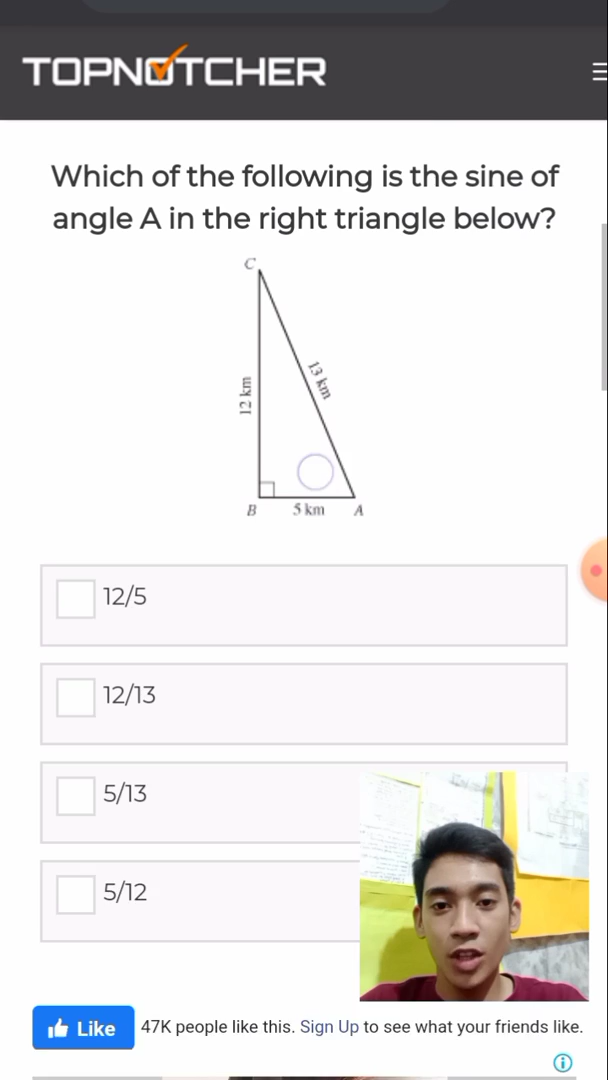 TOPNOTCHER
Which of the following is the sine of
angle A in the right triangle below?
C
12 km
13 km
B
5 km
A
12/5
12/13
5/13
5/12
Like
47K people like this. Sign Up to see what your friends like.